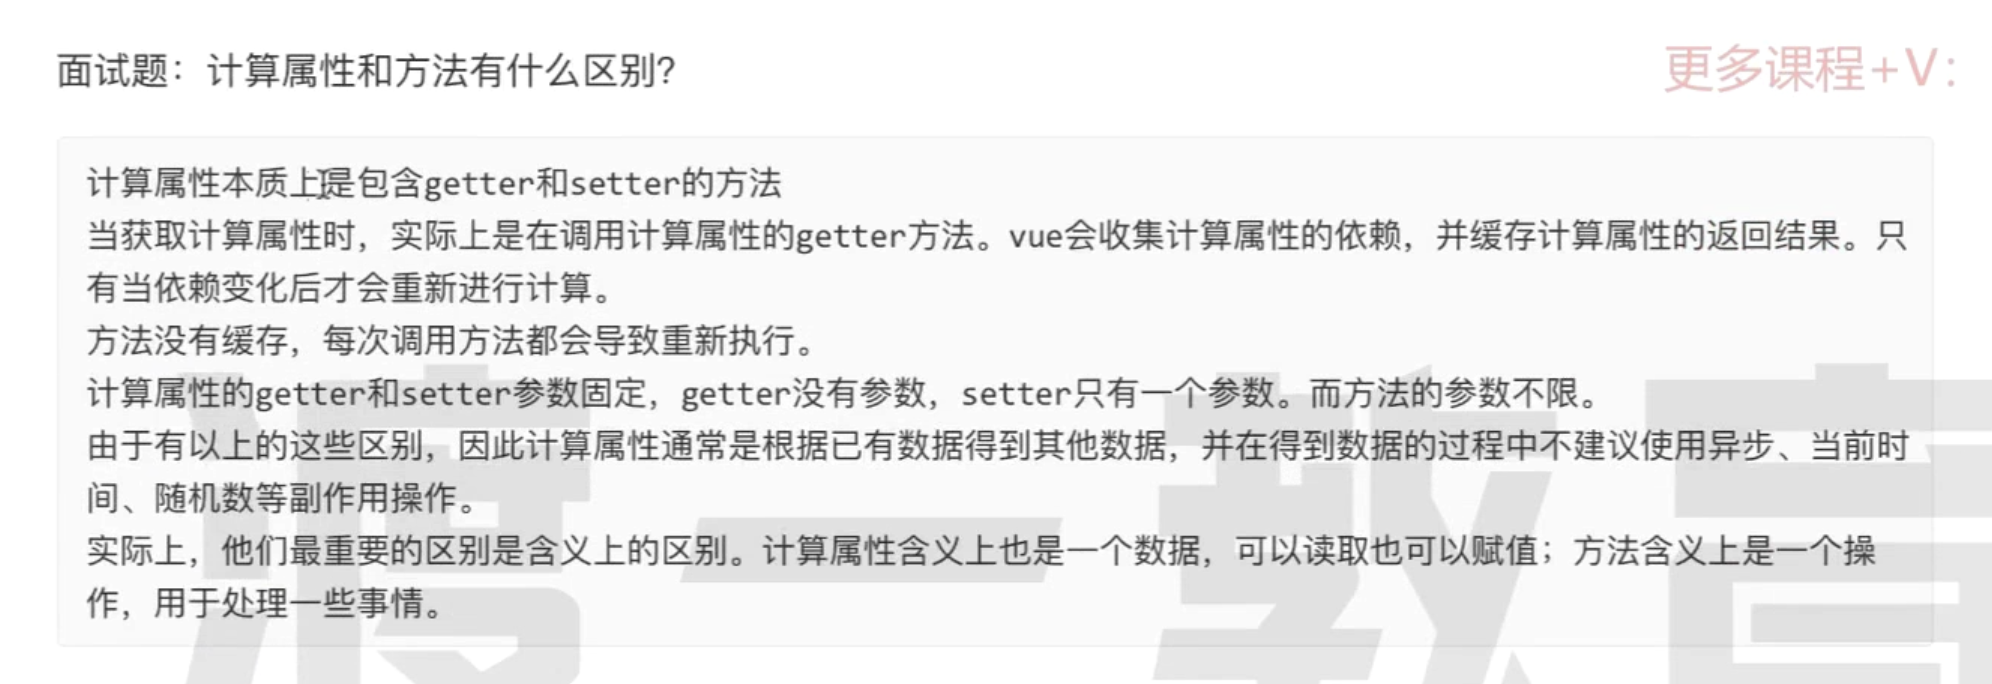 面试题：计算属性和方法有什么区别？
更多课程+V：
计算属性本质上是包含getter和setter的方法
当获取计算属性时，实际上是在调用计算属性的getter方法。vue会收集计算属性的依赖，并缓存计算属性的返回结果。只
有当依赖变化后才会重新进行计算。
方法没有缓存，每次调用方法都会导致重新执行。
计算属性的getter和setter参数固定，getter没有参数，setter只有一个参数。而方法的参数不限。
由于有以上的这些区别，因此计算属性通常是根据已有数据得到其他数据，并在得到数据的过程中不建议使用异步、当前时
间、随机数等副作用操作。
实际上，他们最重要的区别是含义上的区别。计算属性含义上也是一个数据，可以读取也可以赋值；方法含义上是一个操
作，用于处理一些事情。
渡一教育